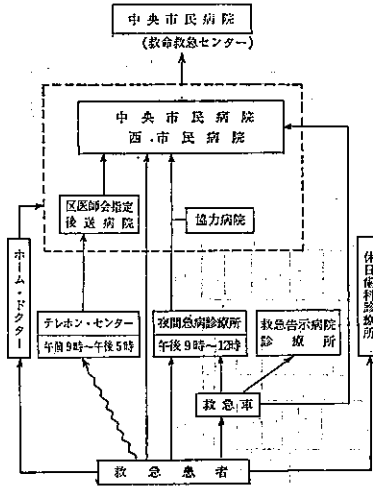 中央市民病院
(救命救急センター)
中央市民病院
西市民病院
区医師会指定
後送病院
協力病院
ホーム・ドクター
テレホン・センター
午前9時～午後5時
夜間急病診療所
午後9時～12時
救急告示病院
診療所
休日歯科診療所
救急車
救急患者